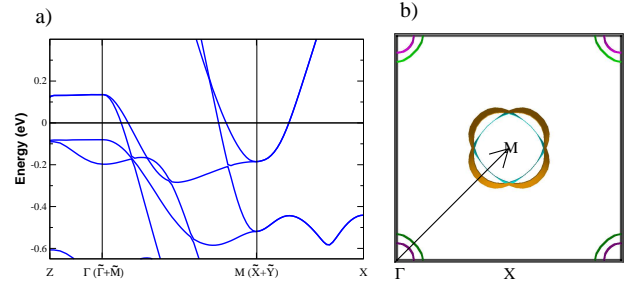 a)
b)
Energy (eV)
0.2
0
-0.2
-0.4
-0.6
Z
Γ (Γ̃+M̃)
M (X̃+Ỹ)
X
M
Γ
X